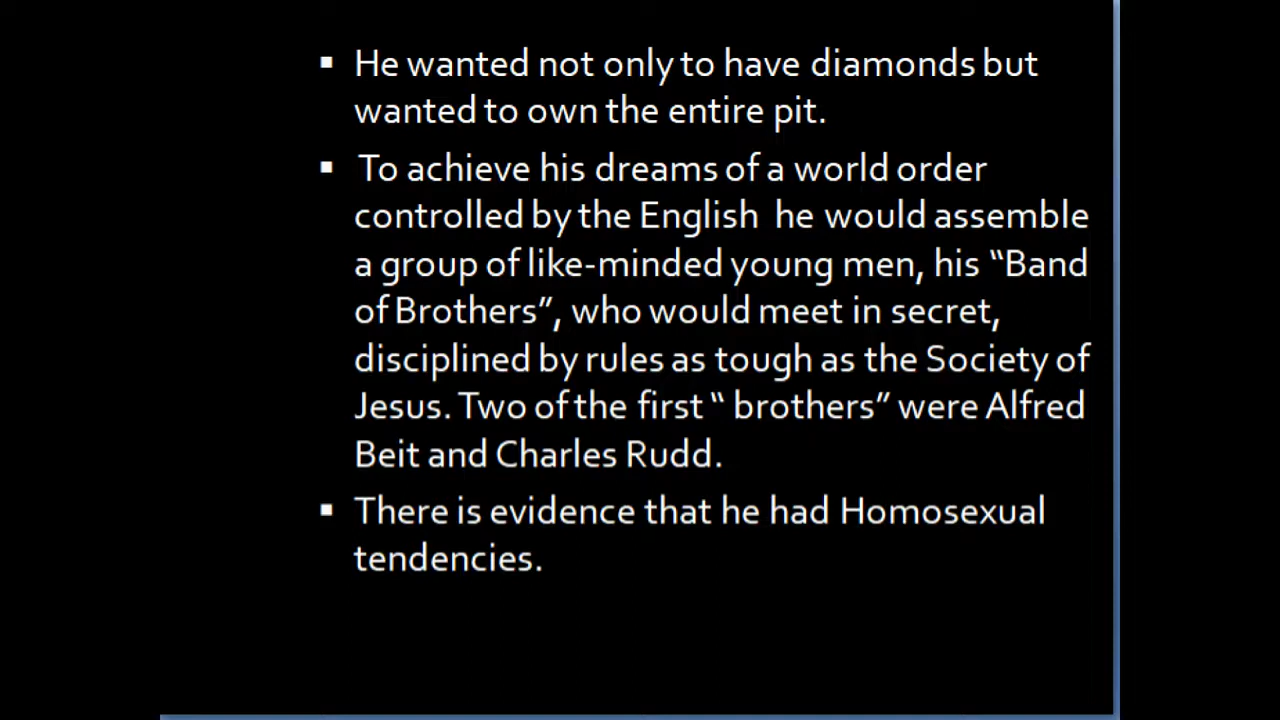 ▪ He wanted not only to have diamonds but
wanted to own the entire pit.
▪ To achieve his dreams of a world order
controlled by the English he would assemble
a group of like-minded young men, his “Band
of Brothers”, who would meet in secret,
disciplined by rules as tough as the Society of
Jesus. Two of the first “ brothers” were Alfred
Beit and Charles Rudd.
▪ There is evidence that he had Homosexual
tendencies.